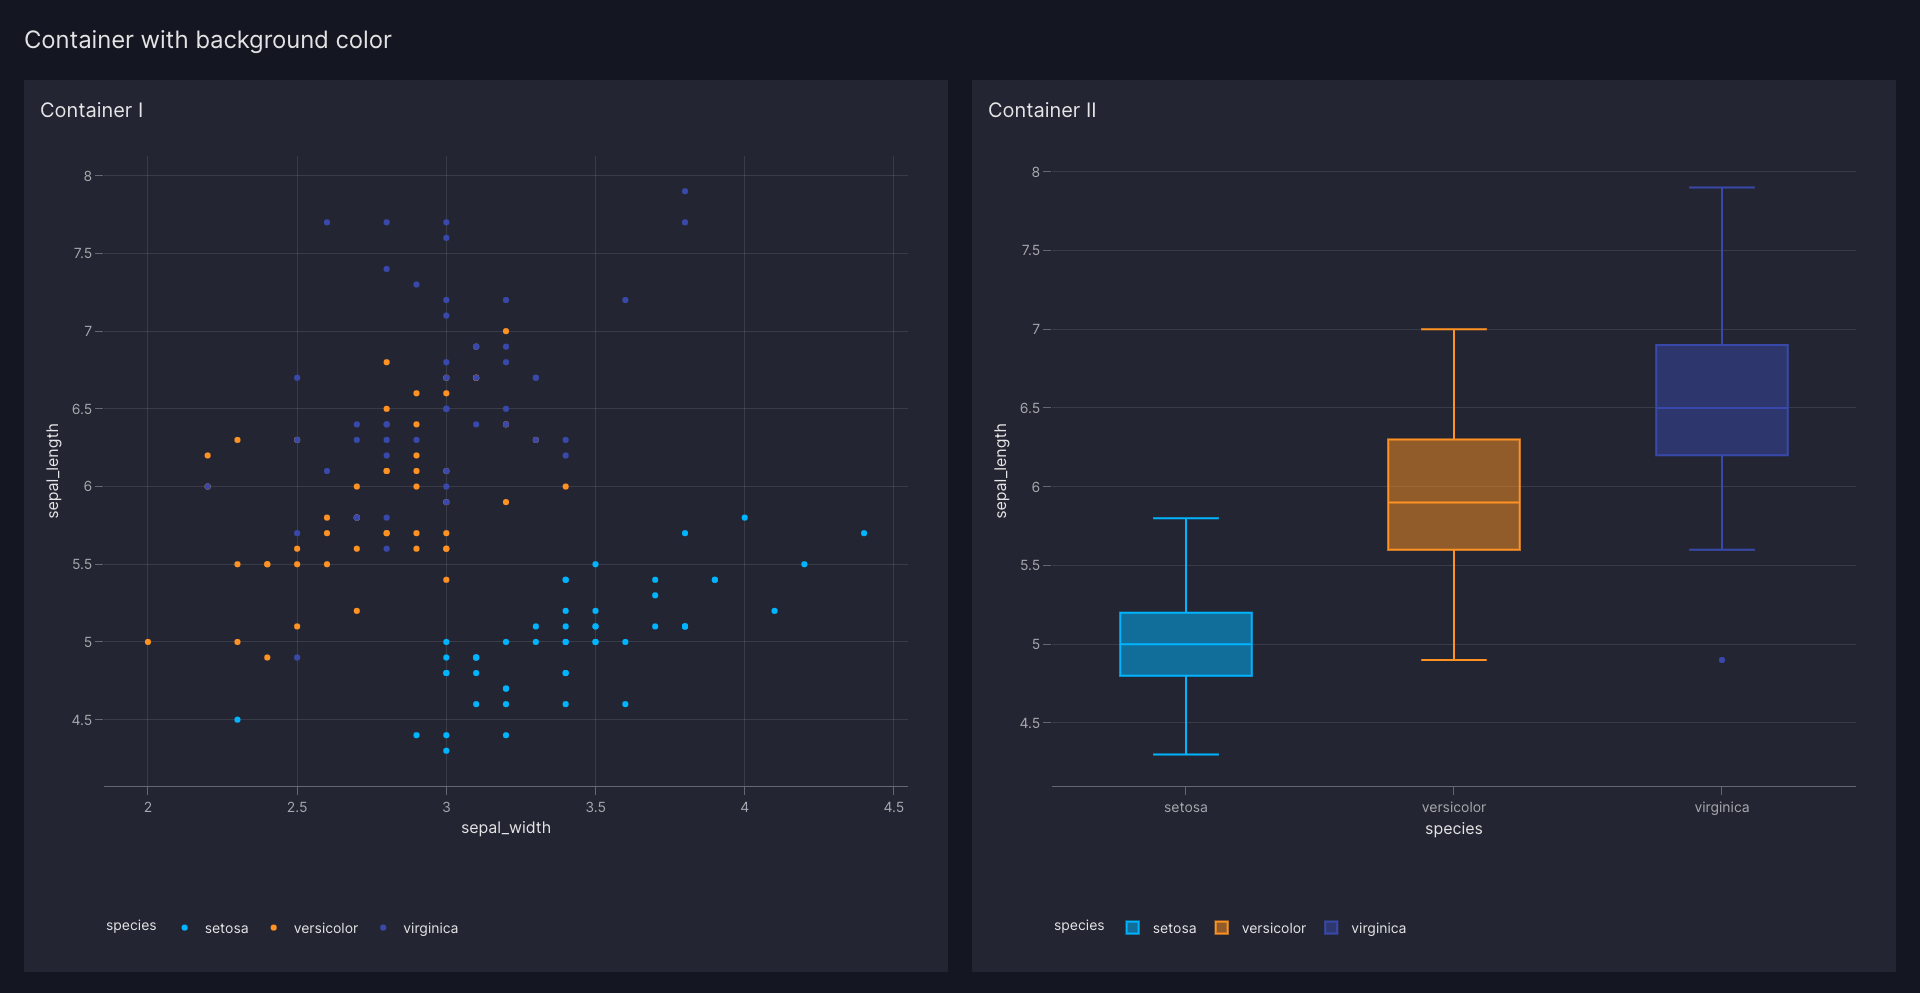 Container with background color
Container I
8
7.5
7
6.5
6
5.5
5
4.5
sepal_length
2 2.5 3 3.5 4 4.5
sepal_width
species setosa versicolor virginica
Container II
8
7.5
7
6.5
6
5.5
5
4.5
sepal_length
setosa versicolor virginica
species
species setosa versicolor virginica